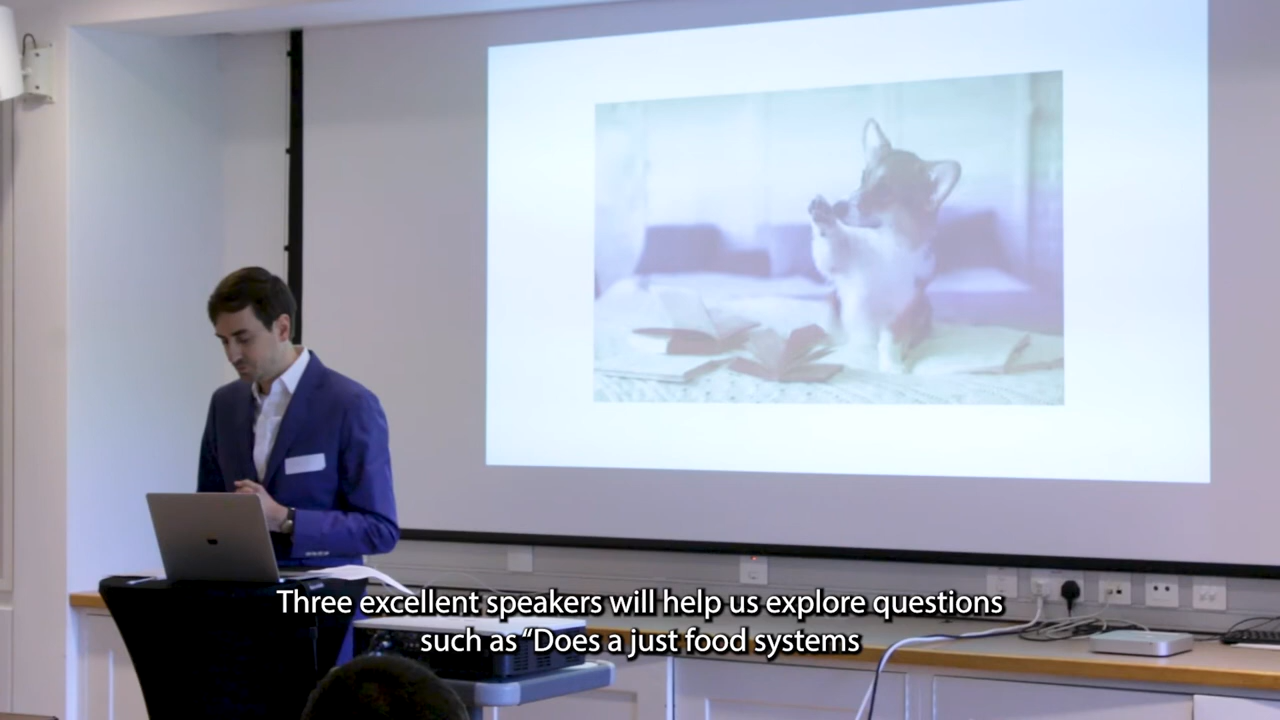 Three excellent speakers will help us explore questions
such as “Does a just food systems